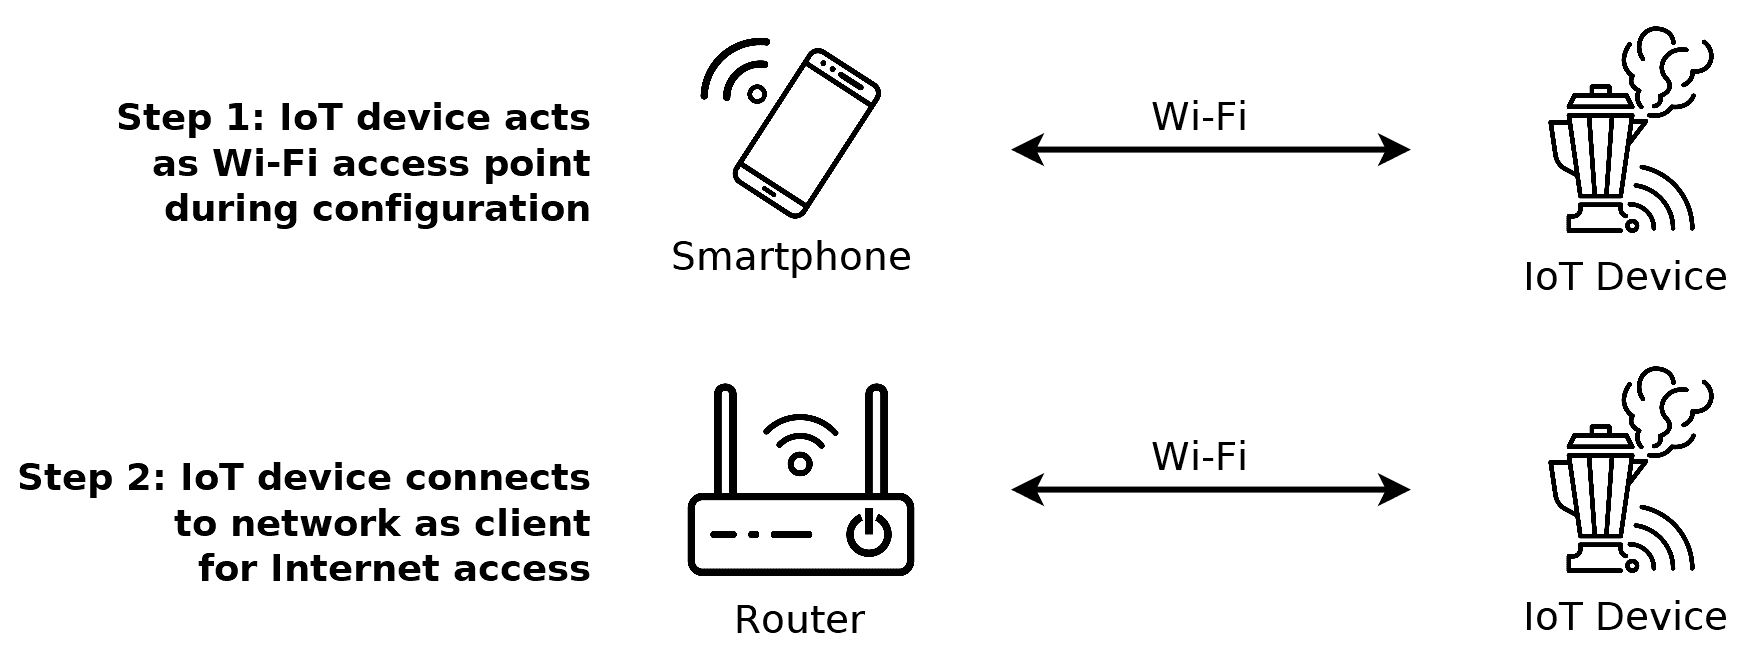 Step 1: IoT device acts
as Wi-Fi access point
during configuration
Smartphone
Wi-Fi
IoT Device
Step 2: IoT device connects
to network as client
for Internet access
Router
Wi-Fi
IoT Device